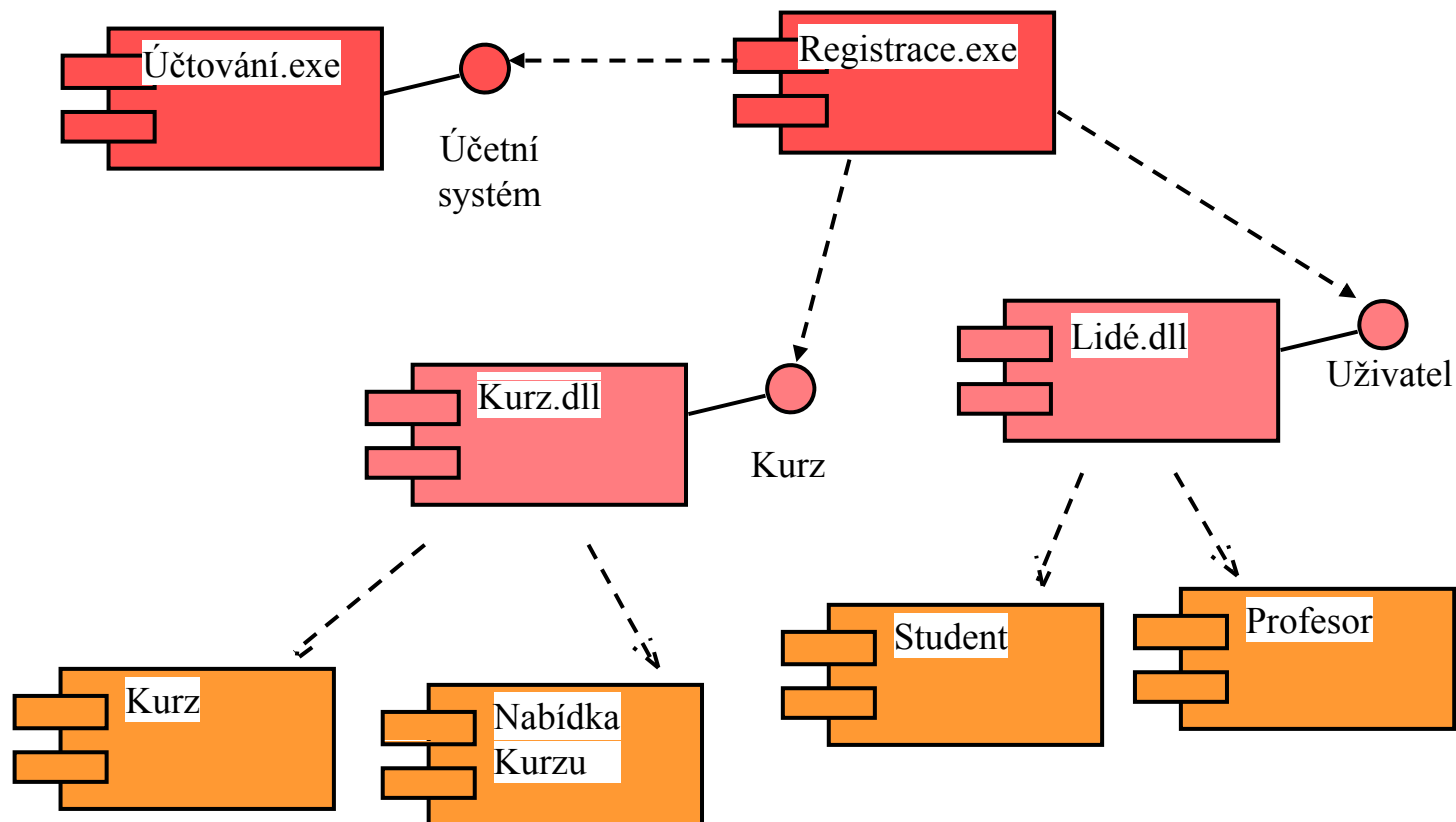 Účtování.exe
Registrace.exe
Účetní
systém
Lidé.dll
Uživatel
Kurz.dll
Kurz
Student
Profesor
Kurz
Nabídka
Kurzu